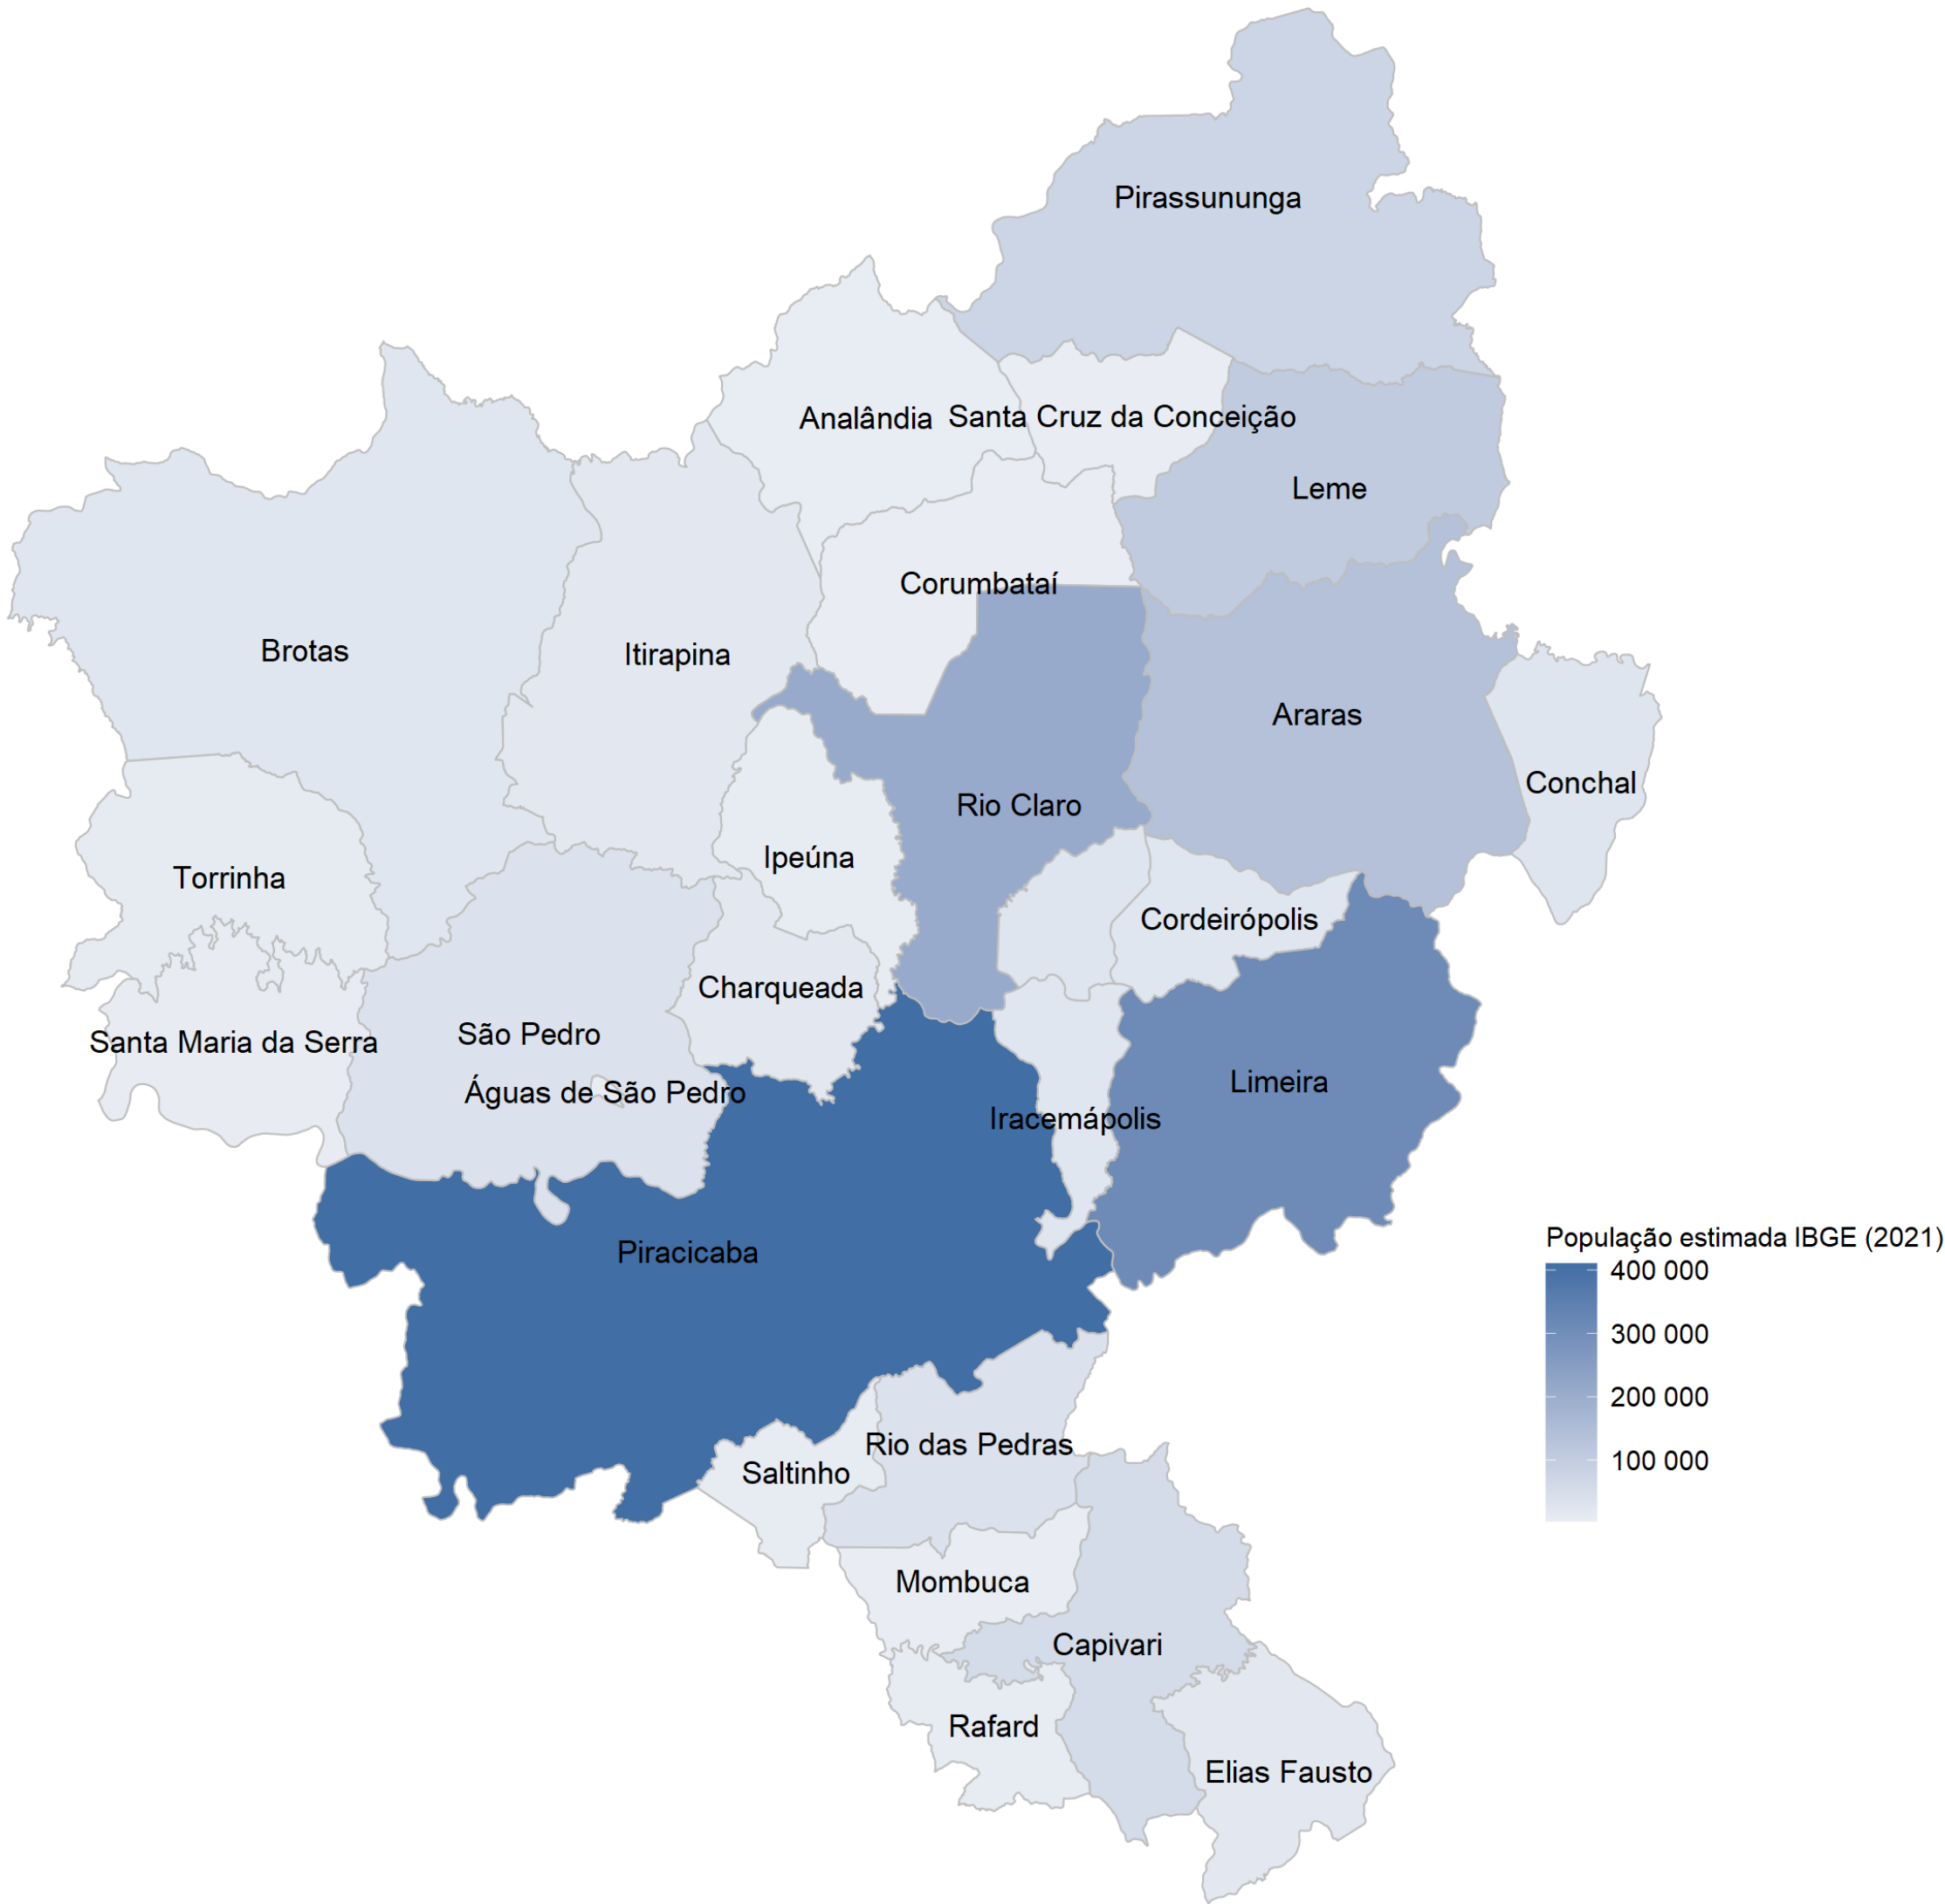 Pirassununga
Analândia
Santa Cruz da Conceição
Leme
Corumbataí
Brotas
Itirapina
Araras
Conchal
Rio Claro
Ipeúna
Torrinha
Cordeirópolis
Charqueada
São Pedro
Santa Maria da Serra
Limeira
Águas de São Pedro
Iracemápolis
Piracicaba
População estimada IBGE (2021)
400 000
300 000
200 000
100 000
Rio das Pedras
Saltinho
Mombuca
Capivari
Rafard
Elias Fausto